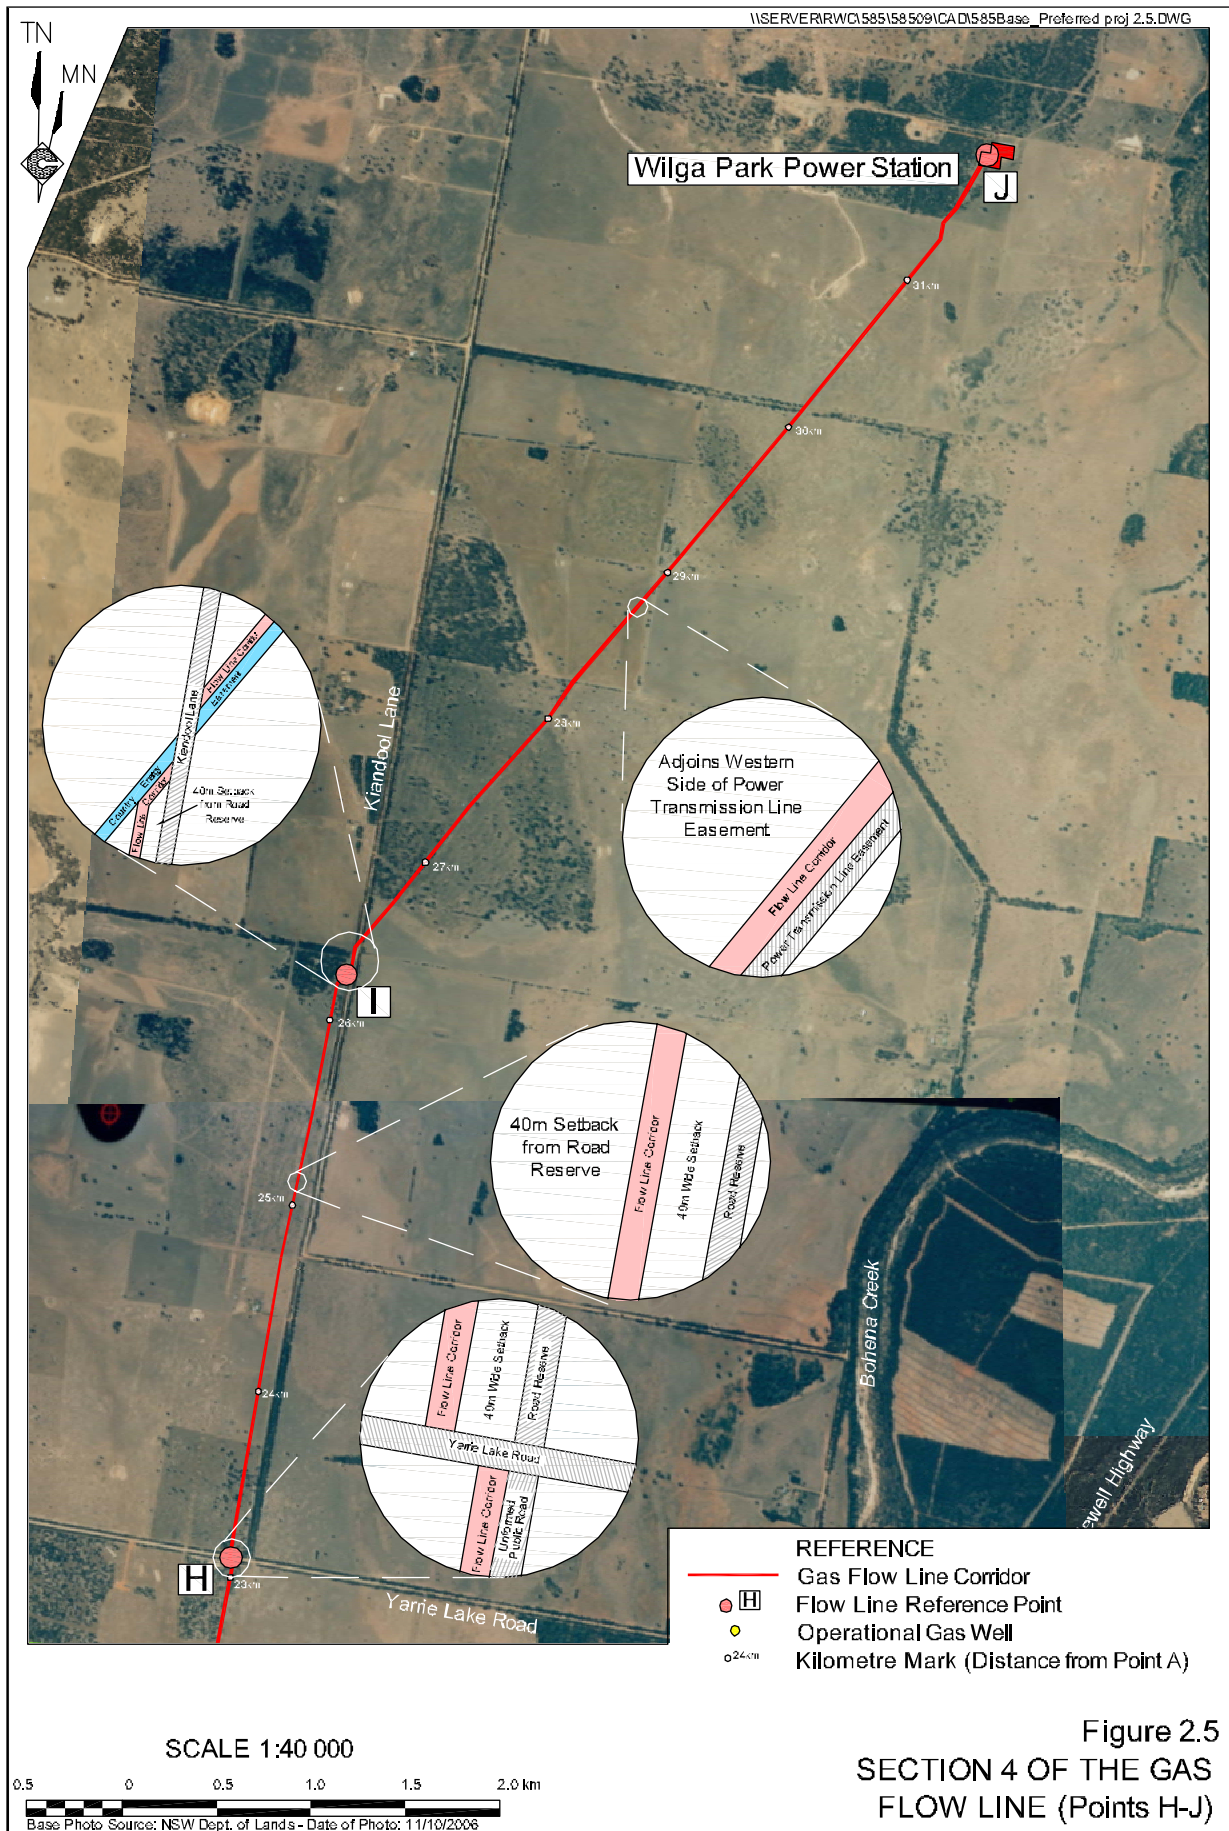 \\SERVER\RWC\585\58509\CAD\585Base_Preferred proj 2.5.DWG
TN
MN
Wilga Park Power Station
J
31km
30km
29km
28km
27km
Kiandool Lane
Kiendool Lane
Flow Line Corridor
Easement
Country Energy
Flow Line Corridor
40m Setback
from Road
Reserve
Adjoins Western
Side of Power
Transmission Line
Easement
Flow Line Corridor
Power Transmission Line Easement
I
26km
40m Setback
from Road
Reserve
Flow Line Corridor
40m Wide Setback
Road Reserve
25km
Bohena Creek
Flow Line Corridor
40m Wide Setback
Road Reserve
Yarrie Lake Road
Flow Line Corridor
Unformed
Public Road
24km
ewell Highway
H
23km
Yarrie Lake Road
REFERENCE
Gas Flow Line Corridor
H Flow Line Reference Point
Operational Gas Well
24km Kilometre Mark (Distance from Point A)
SCALE 1:40 000
0.5 0 0.5 1.0 1.5 2.0 km
Base Photo Source: NSW Dept. of Lands - Date of Photo: 11/10/2006
Figure 2.5
SECTION 4 OF THE GAS
FLOW LINE (Points H-J)